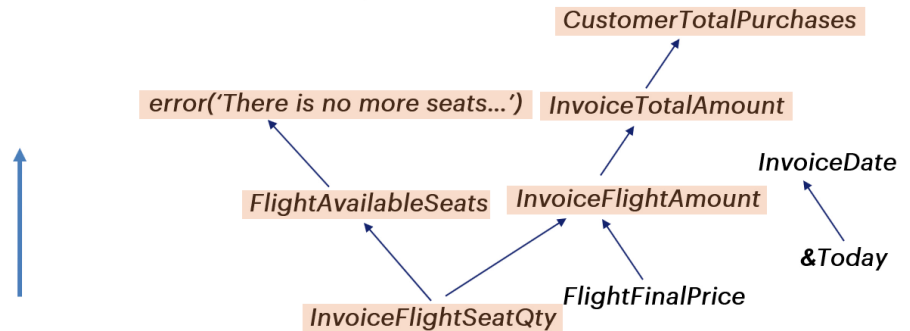 CustomerTotalPurchases
error('There is no more seats...')
InvoiceTotalAmount
InvoiceDate
FlightAvailableSeats
InvoiceFlightAmount
&Today
FlightFinalPrice
InvoiceFlightSeatQty